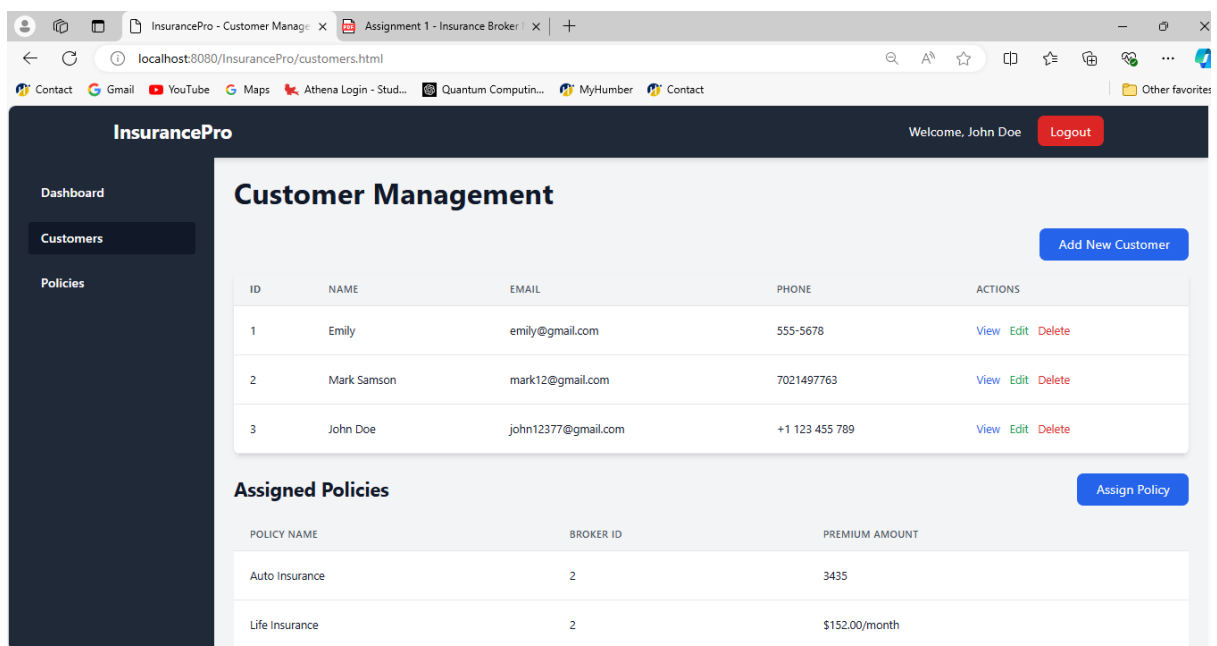 InsurancePro - Customer Manage Assignment 1 - Insurance Broker
localhost:8080/InsurancePro/customers.html
Contact Gmail YouTube Maps Athena Login - Stud... Quantum Computin... MyHumber Contact Other favorites
InsurancePro Welcome, John Doe Logout
Dashboard
Customers
Policies
Customer Management
Add New Customer
ID NAME EMAIL PHONE ACTIONS
1 Emily emily@gmail.com 555-5678 View Edit Delete
2 Mark Samson mark12@gmail.com 7021497763 View Edit Delete
3 John Doe john12377@gmail.com +1 123 455 789 View Edit Delete
Assigned Policies
Assign Policy
POLICY NAME BROKER ID PREMIUM AMOUNT
Auto Insurance 2 3435
Life Insurance 2 $152.00/month